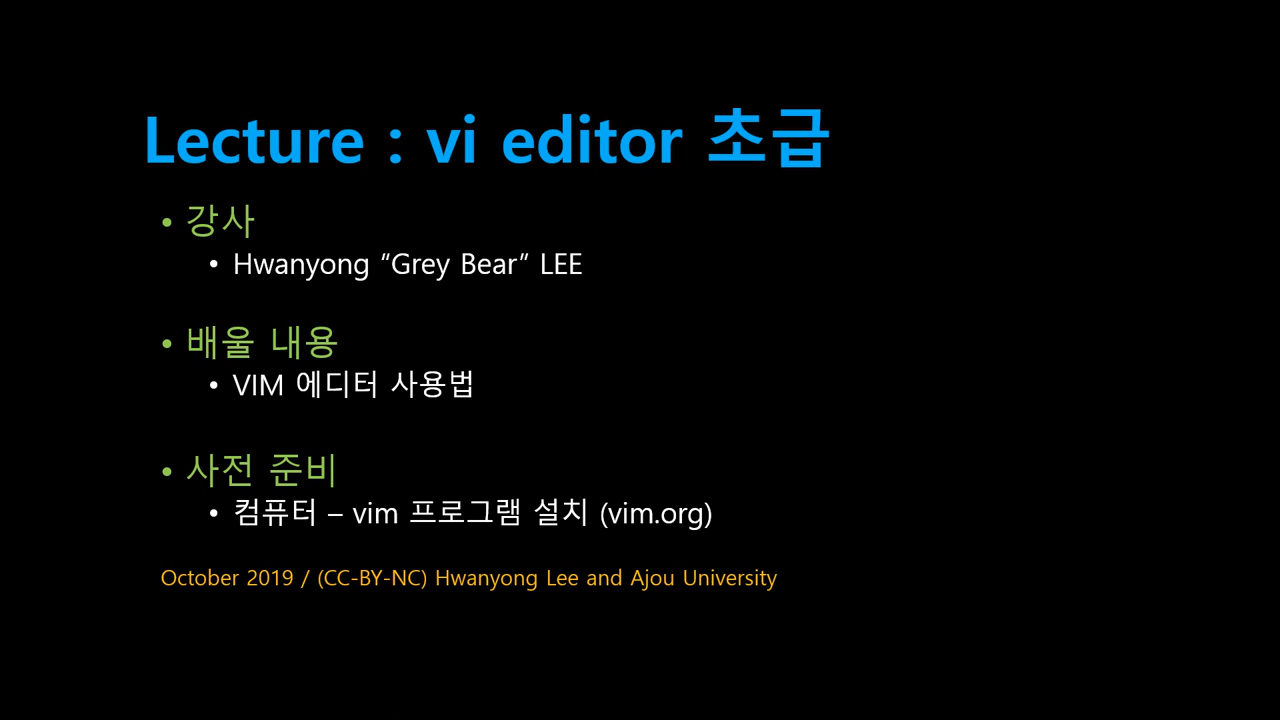 Lecture : vi editor 초급
• 강사
• Hwanyong “Grey Bear” LEE
• 배울 내용
• VIM 에디터 사용법
• 사전 준비
• 컴퓨터 – vim 프로그램 설치 (vim.org)
October 2019 / (CC-BY-NC) Hwanyong Lee and Ajou University